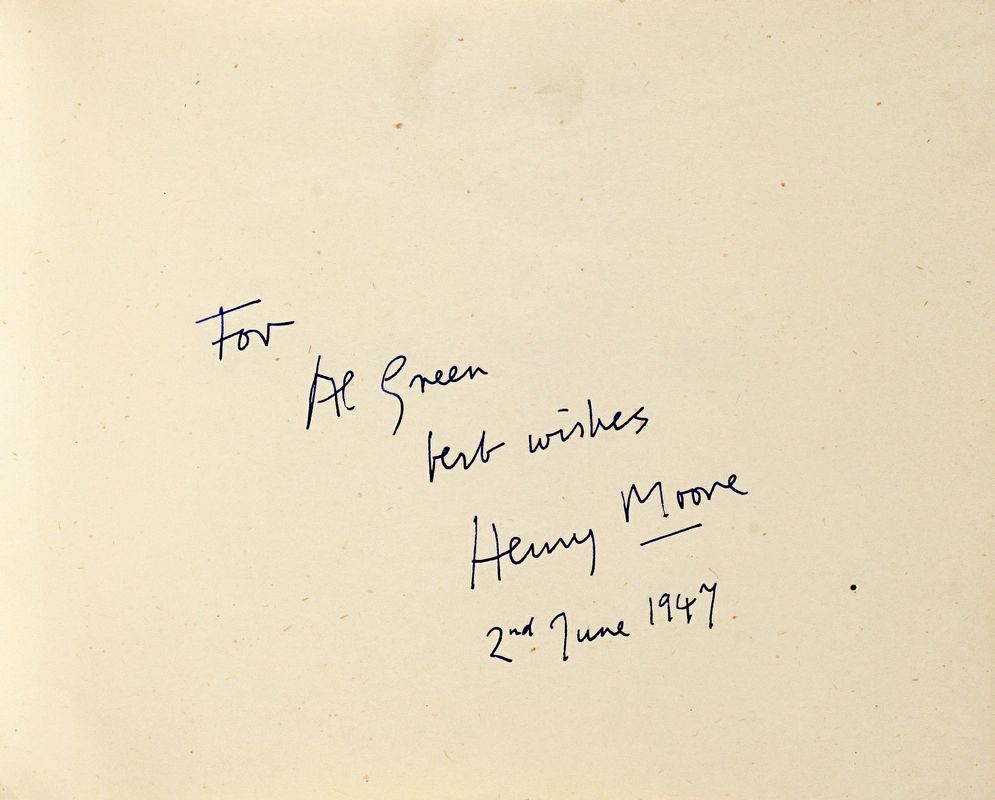 For
Al Green
best wishes
Henry Moore
2nd June 1947